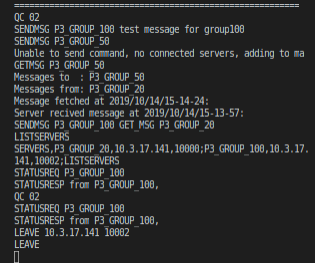 ==================================================
QC 02
SENDMSG P3_GROUP_100 test message for group100
SENDMSG P3_GROUP_50
Unable to send command, no connected servers, adding to ma
GETMSG P3_GROUP_50
Messages to  : P3_GROUP_50
Messages from: P3_GROUP_20
Message fetched at 2019/10/14/15-14-24:
Server recived message at 2019/10/14/15-13-57:
SENDMSG P3_GROUP_100 GET_MSG P3_GROUP_20
LISTSERVERS
SERVERS,P3_GROUP_20,10.3.17.141,10000;P3_GROUP_100,10.3.17.
141,10002;LISTSERVERS
STATUSREQ P3_GROUP_100
STATUSRESP from P3_GROUP_100,
QC 02
STATUSREQ P3_GROUP_100
STATUSRESP from P3_GROUP_100,
LEAVE 10.3.17.141 10002
LEAVE